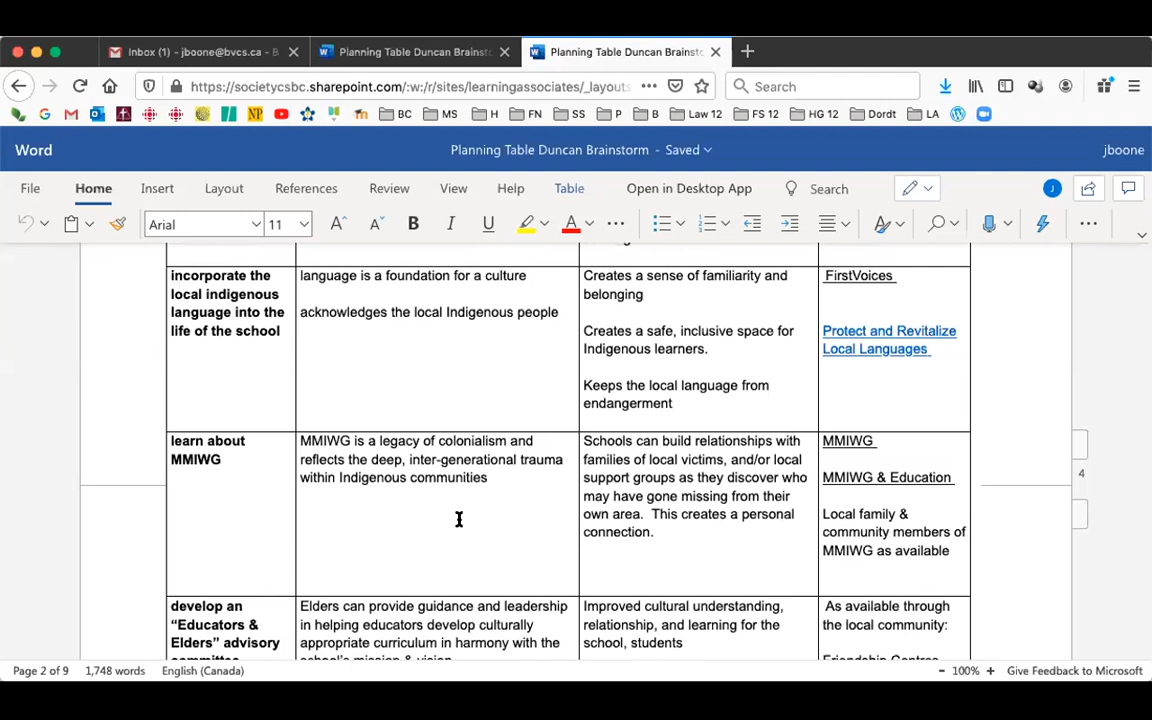 Inbox (1) - jboone@bvcs.ca - B
Planning Table Duncan Brainst
Planning Table Duncan Brainst
https://societycsbc.sharepoint.com/:w:/r/sites/learningassociates/_layouts
Search
BC
MS
H
FN
SS
P
B
Law 12
FS 12
HG 12
Dordt
LA
Word
Planning Table Duncan Brainstorm - Saved
jboone
File
Home
Insert
Layout
References
Review
View
Help
Table
Open in Desktop App
Search
Arial
11
incorporate the
local indigenous
language into the
life of the school
language is a foundation for a culture
acknowledges the local Indigenous people
Creates a sense of familiarity and
belonging
Creates a safe, inclusive space for
Indigenous learners.
Keeps the local language from
endangerment
FirstVoices
Protect and Revitalize
Local Languages
learn about
MMIWG
MMIWG is a legacy of colonialism and
reflects the deep, inter-generational trauma
within Indigenous communities
Schools can build relationships with
families of local victims, and/or local
support groups as they discover who
may have gone missing from their
own area. This creates a personal
connection.
MMIWG
MMIWG & Education
Local family &
community members of
MMIWG as available
4
develop an
“Educators &
Elders” advisory
committee
Elders can provide guidance and leadership
in helping educators develop culturally
appropriate curriculum in harmony with the
school's mission & vision
Improved cultural understanding,
relationship, and learning for the
school, students
As available through
the local community:
Friendship Centres
Page 2 of 9
1,748 words
English (Canada)
- 100% +
Give Feedback to Microsoft